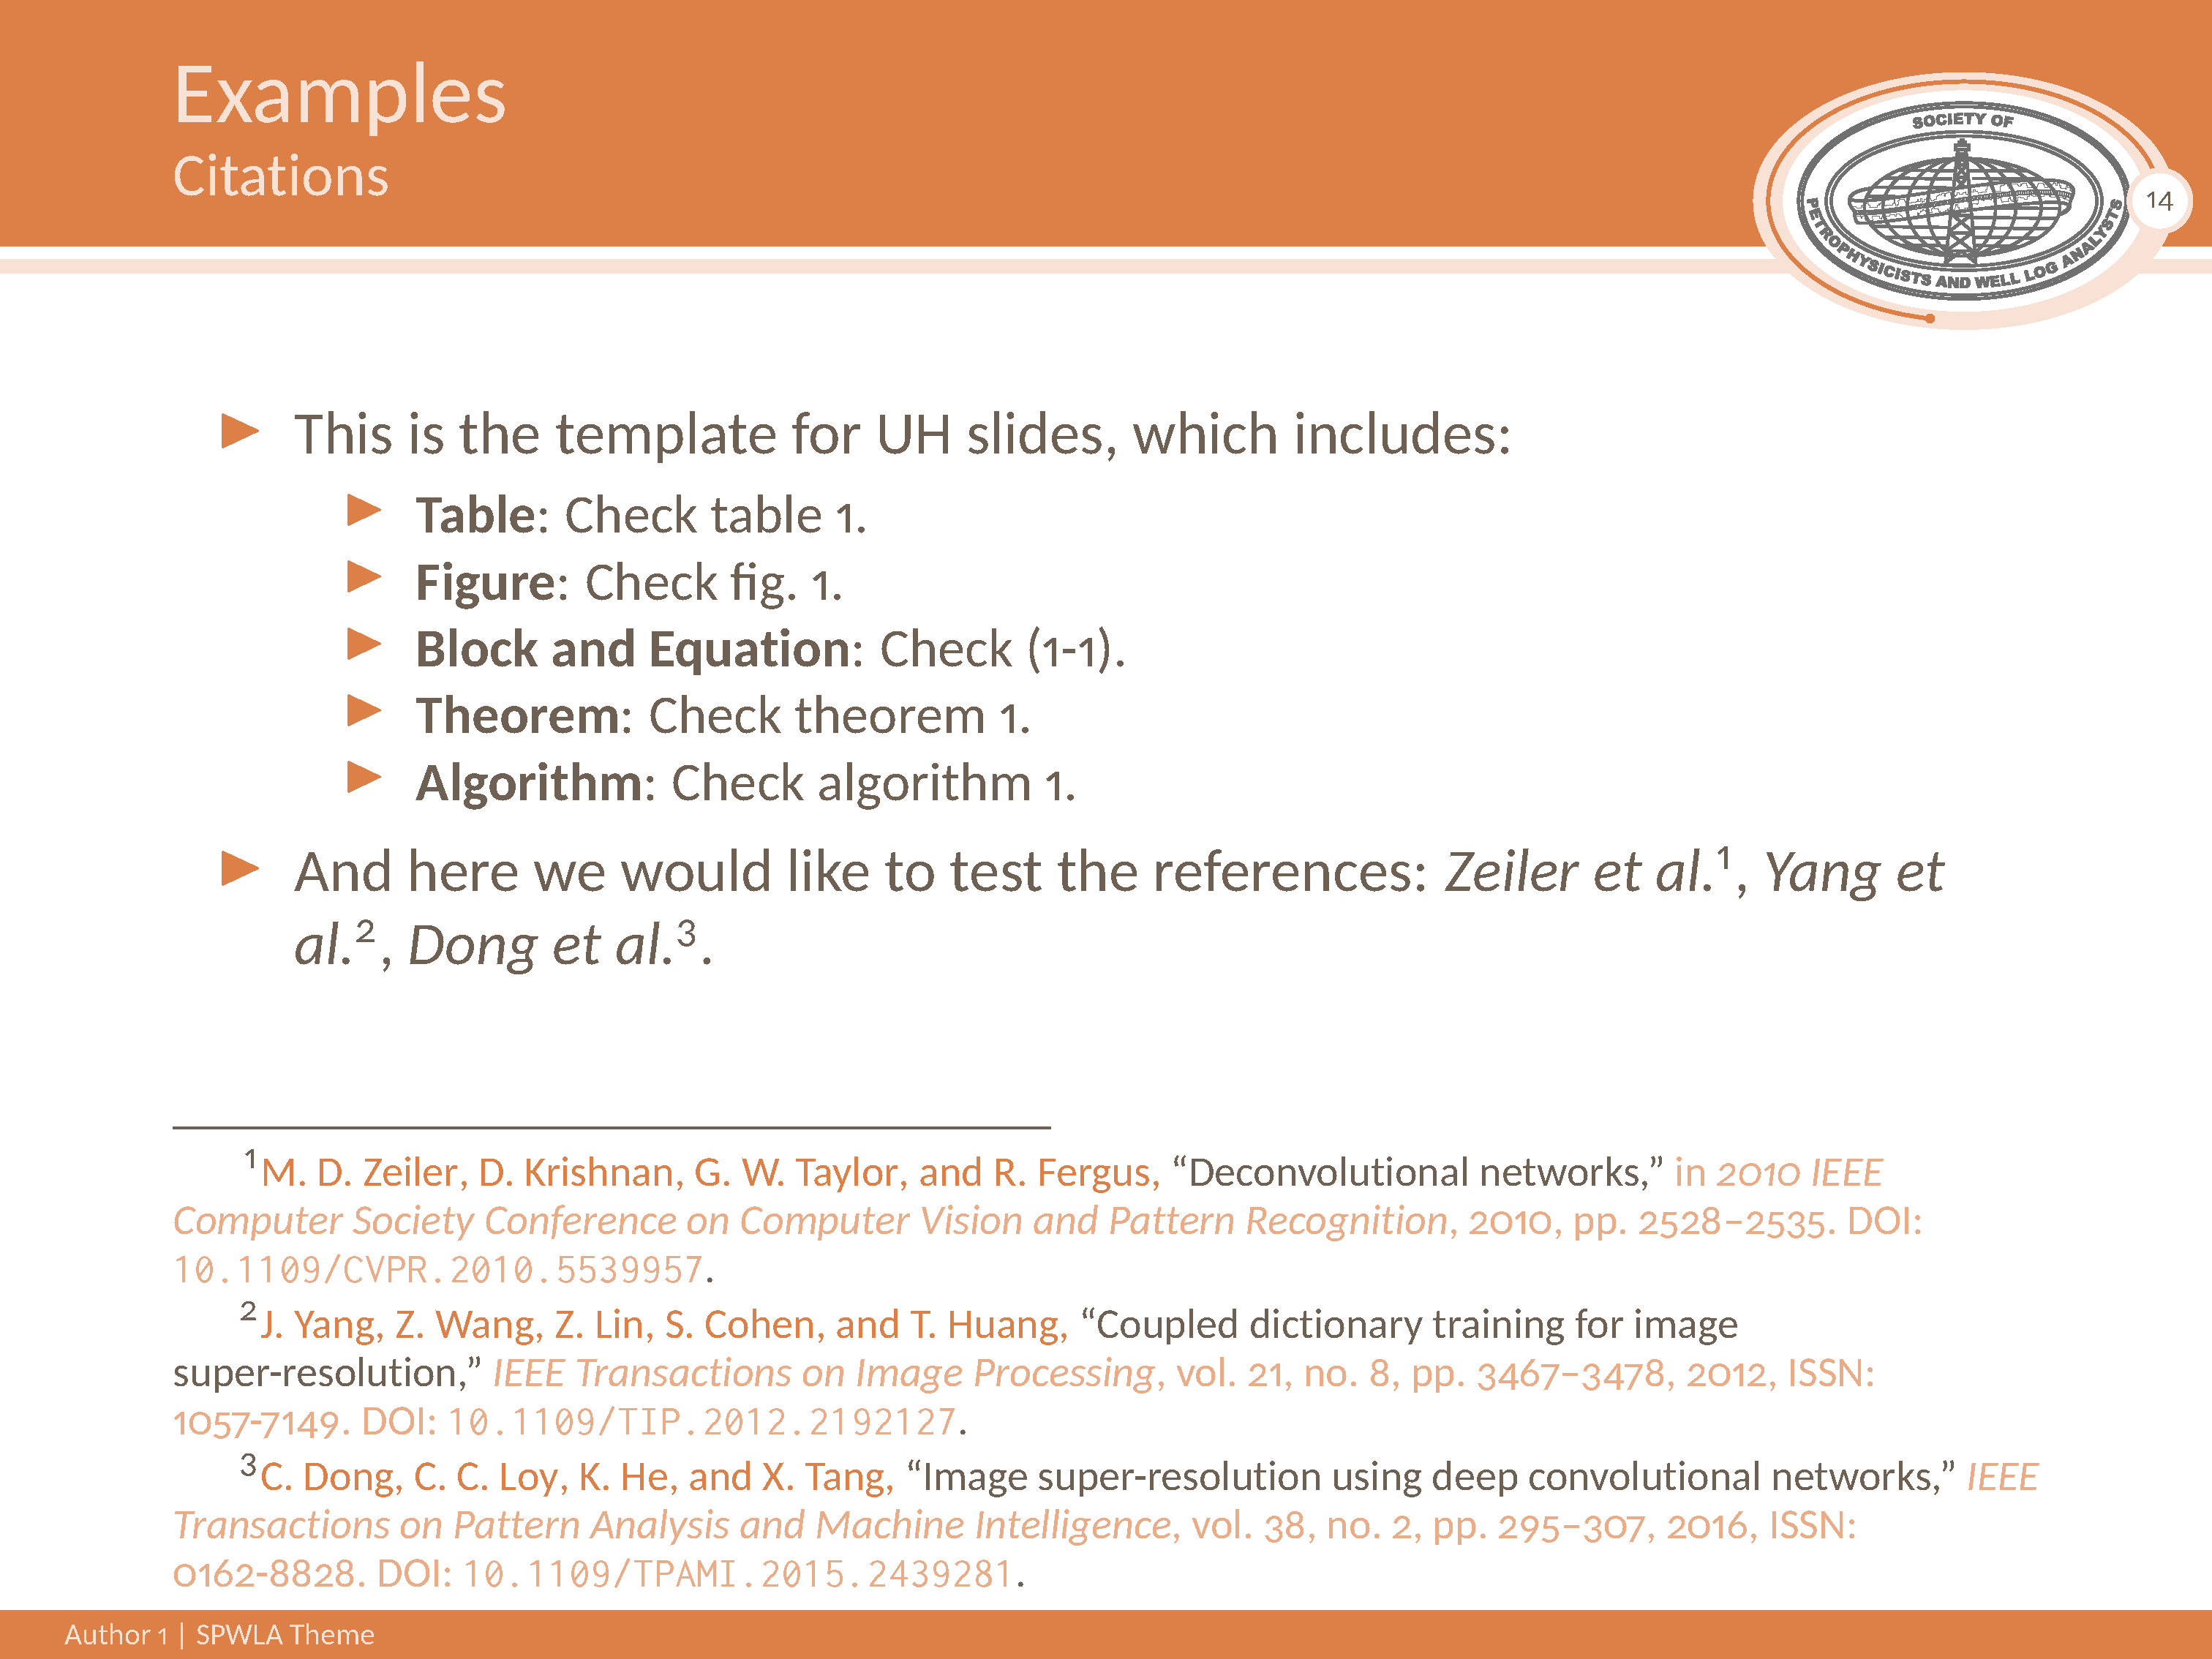 Examples
Citations
SOCIETY OF
PETROPHYSICISTS AND WELL LOG ANALYSTS
14
This is the template for UH slides, which includes:
Table: Check table 1.
Figure: Check fig. 1.
Block and Equation: Check (1-1).
Theorem: Check theorem 1.
Algorithm: Check algorithm 1.
And here we would like to test the references: Zeiler et al.¹, Yang et
al.², Dong et al.³.
¹M. D. Zeiler, D. Krishnan, G. W. Taylor, and R. Fergus, “Deconvolutional networks,” in 2010 IEEE
Computer Society Conference on Computer Vision and Pattern Recognition, 2010, pp. 2528–2535. DOI:
10.1109/CVPR.2010.5539957.
²J. Yang, Z. Wang, Z. Lin, S. Cohen, and T. Huang, “Coupled dictionary training for image
super-resolution,” IEEE Transactions on Image Processing, vol. 21, no. 8, pp. 3467–3478, 2012, ISSN:
1057-7149. DOI: 10.1109/TIP.2012.2192127.
³C. Dong, C. C. Loy, K. He, and X. Tang, “Image super-resolution using deep convolutional networks,” IEEE
Transactions on Pattern Analysis and Machine Intelligence, vol. 38, no. 2, pp. 295–307, 2016, ISSN:
0162-8828. DOI: 10.1109/TPAMI.2015.2439281.
Author 1 | SPWLA Theme